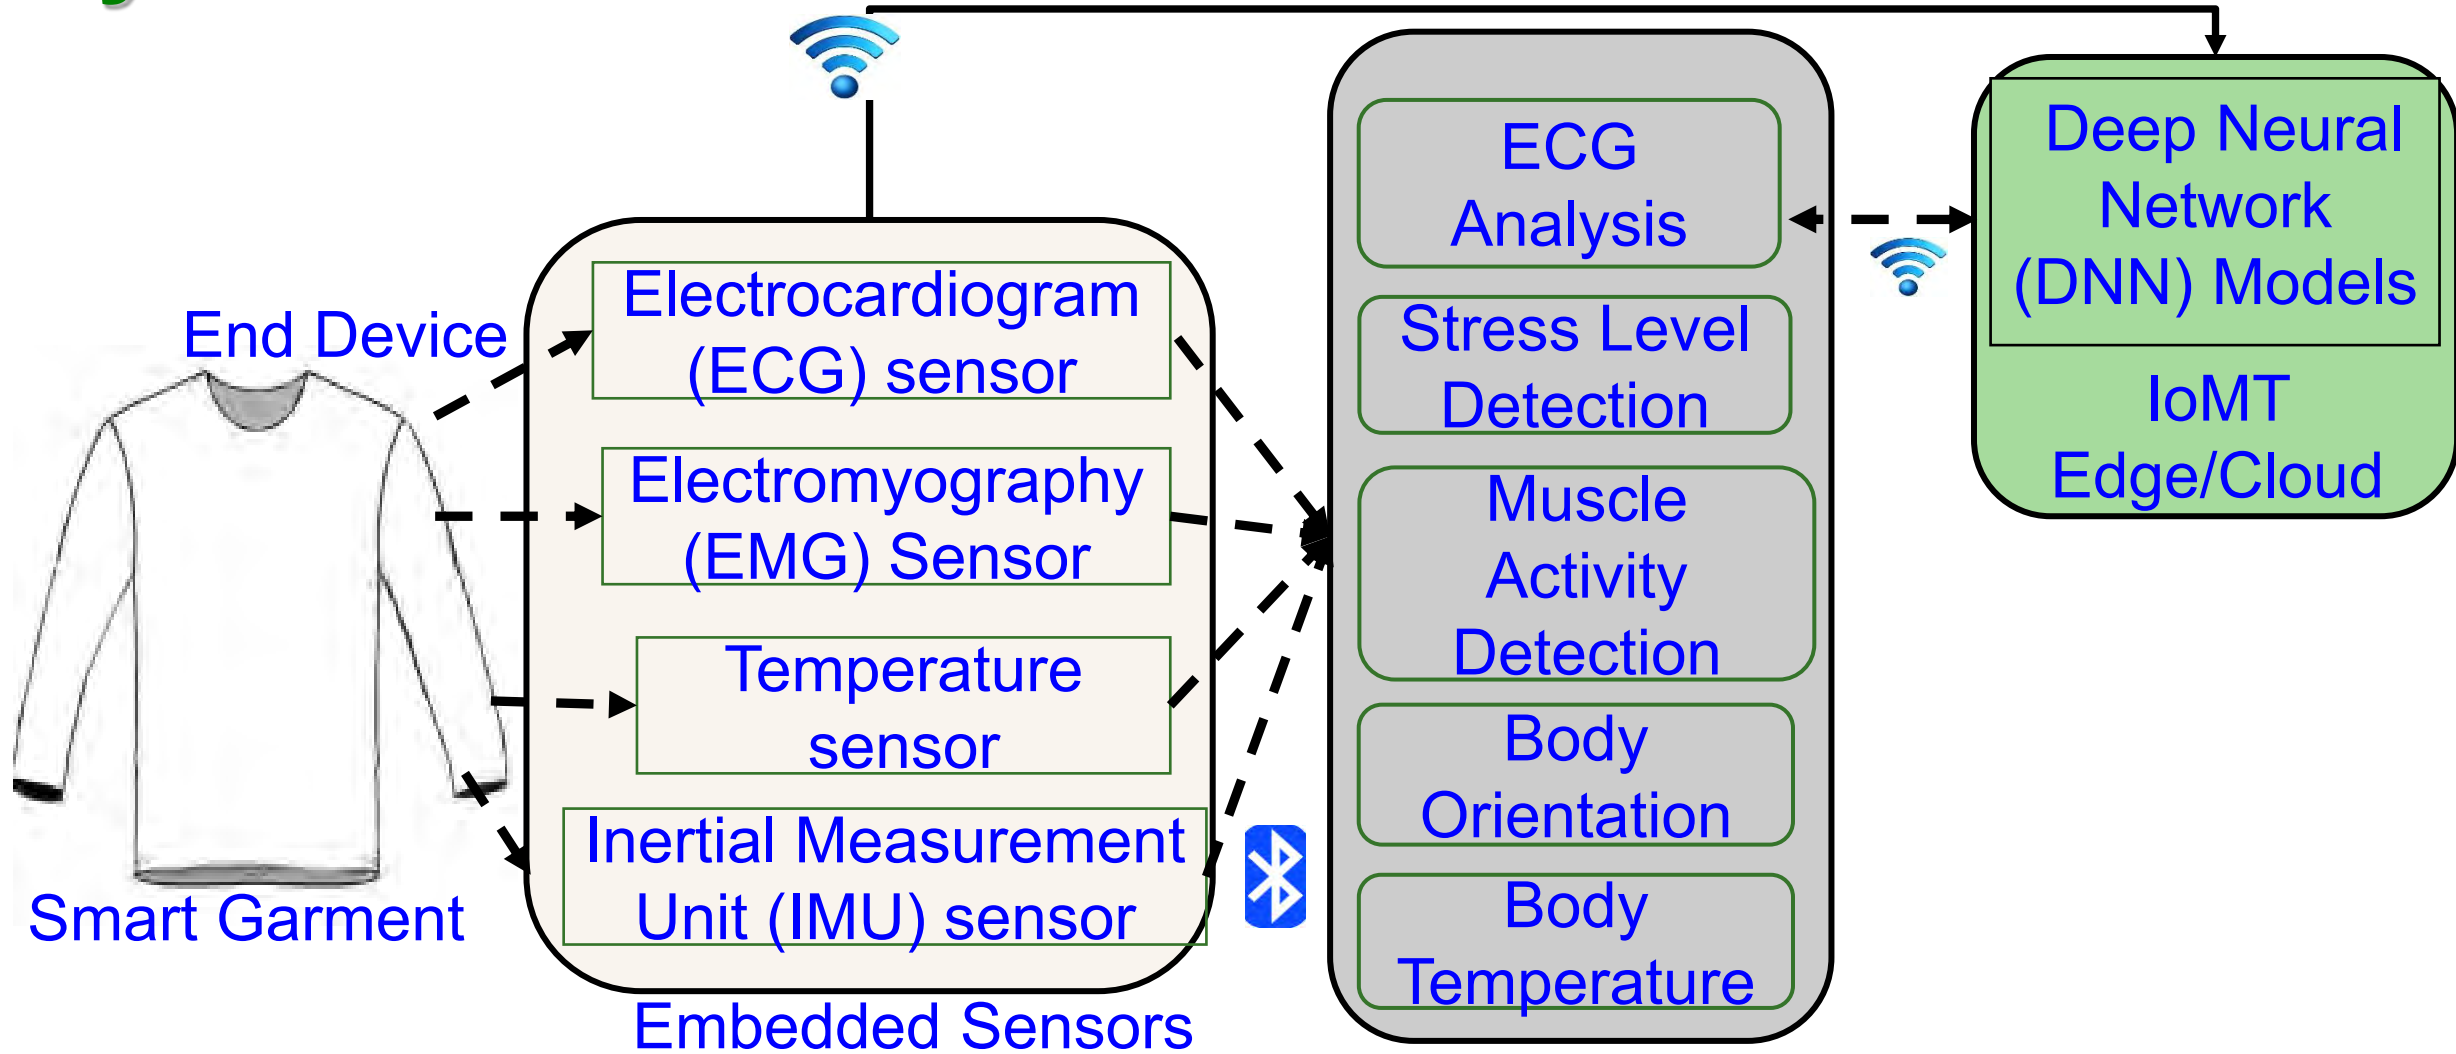 End Device
Smart Garment
Electrocardiogram
(ECG) sensor
Electromyography
(EMG) Sensor
Temperature
sensor
Inertial Measurement
Unit (IMU) sensor
Embedded Sensors
ECG
Analysis
Stress Level
Detection
Muscle
Activity
Detection
Body
Orientation
Body
Temperature
Deep Neural
Network
(DNN) Models
IoMT
Edge/Cloud